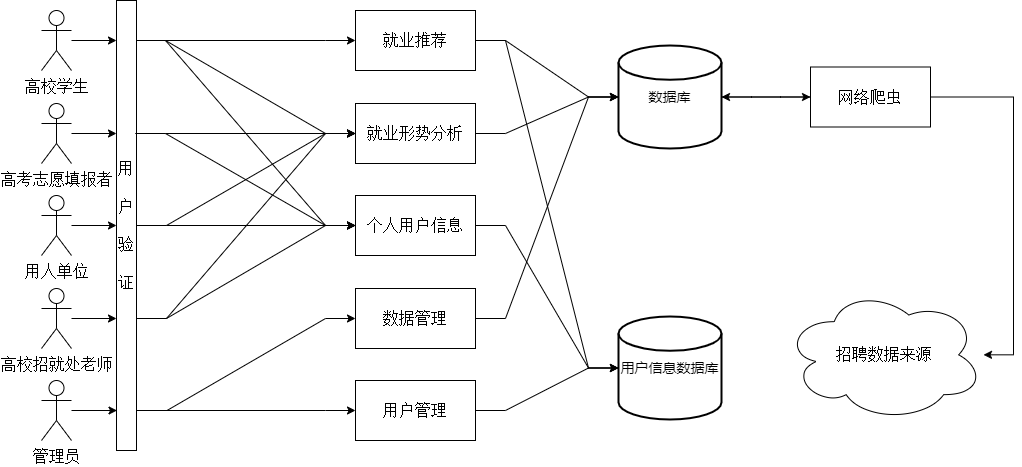 高校学生
高考志愿填报者
用人单位
高校招就处老师
管理员
用户验证
就业推荐
就业形势分析
个人用户信息
数据管理
用户管理
数据库
用户信息数据库
网络爬虫
招聘数据来源